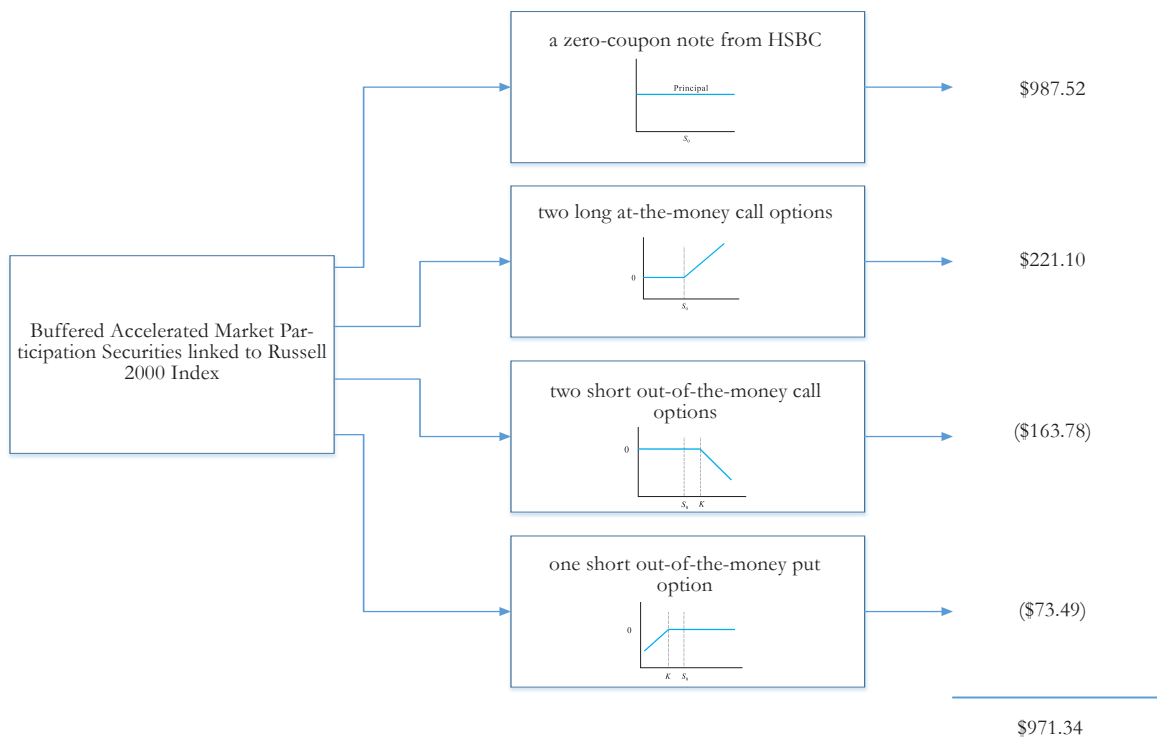 a zero-coupon note from HSBC
Principal
S₀
$987.52
two long at-the-money call options
0
S₀
$221.10
Buffered Accelerated Market Par-
ticipation Securities linked to Russell
2000 Index
two short out-of-the-money call
options
0
S₀ K
($163.78)
one short out-of-the-money put
option
0
K S₀
($73.49)
$971.34